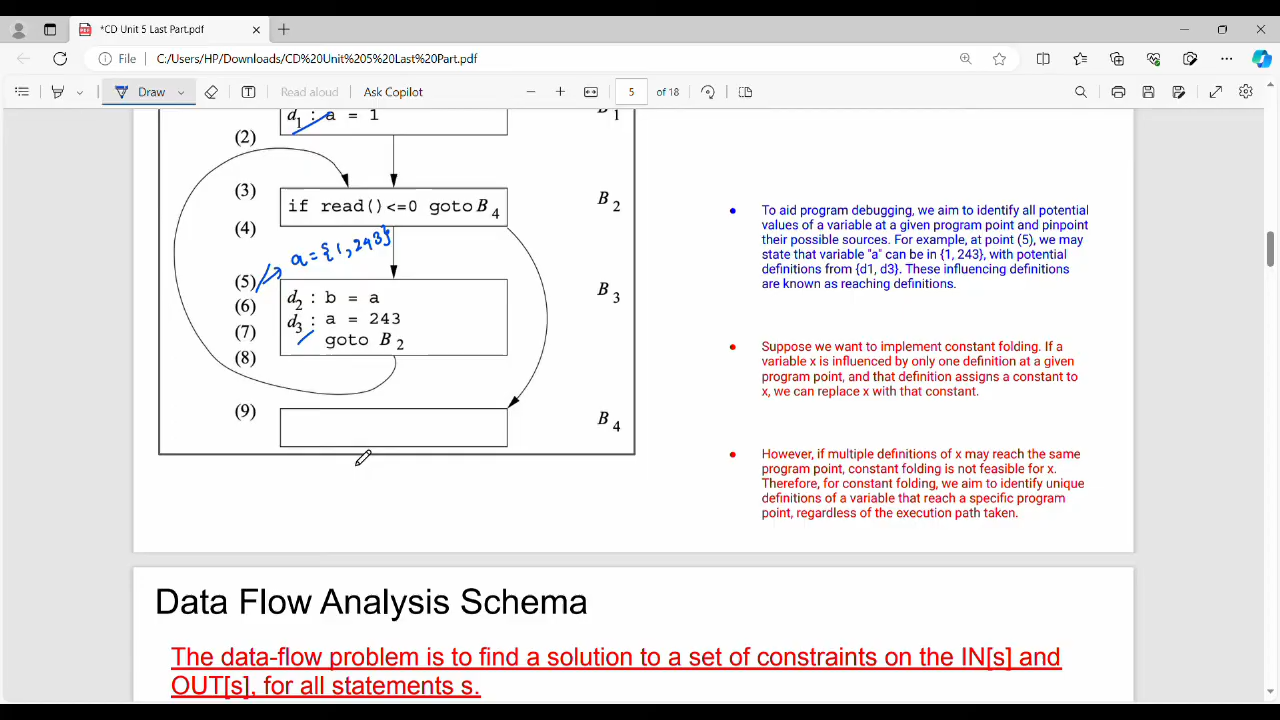 *CD Unit 5 Last Part.pdf
File C:/Users/HP/Downloads/CD%20Unit%205%20Last%20Part.pdf
Draw Read aloud Ask Copilot 5 of 18
d1 : a = 1 B1
(2)
(3) if read()<=0 goto B4 B2
(4)
a={1,243}
(5)
(6) d2 : b = a B3
(7) d3 : a = 243
goto B2
(8)
(9)
B4
• To aid program debugging, we aim to identify all potential
values of a variable at a given program point and pinpoint
their possible sources. For example, at point (5), we may
state that variable "a" can be in {1, 243}, with potential
definitions from {d1, d3}. These influencing definitions
are known as reaching definitions.
• Suppose we want to implement constant folding. If a
variable x is influenced by only one definition at a given
program point, and that definition assigns a constant to
x, we can replace x with that constant.
• However, if multiple definitions of x may reach the same
program point, constant folding is not feasible for x.
Therefore, for constant folding, we aim to identify unique
definitions of a variable that reach a specific program
point, regardless of the execution path taken.
Data Flow Analysis Schema
The data-flow problem is to find a solution to a set of constraints on the IN[s] and
OUT[s], for all statements s.